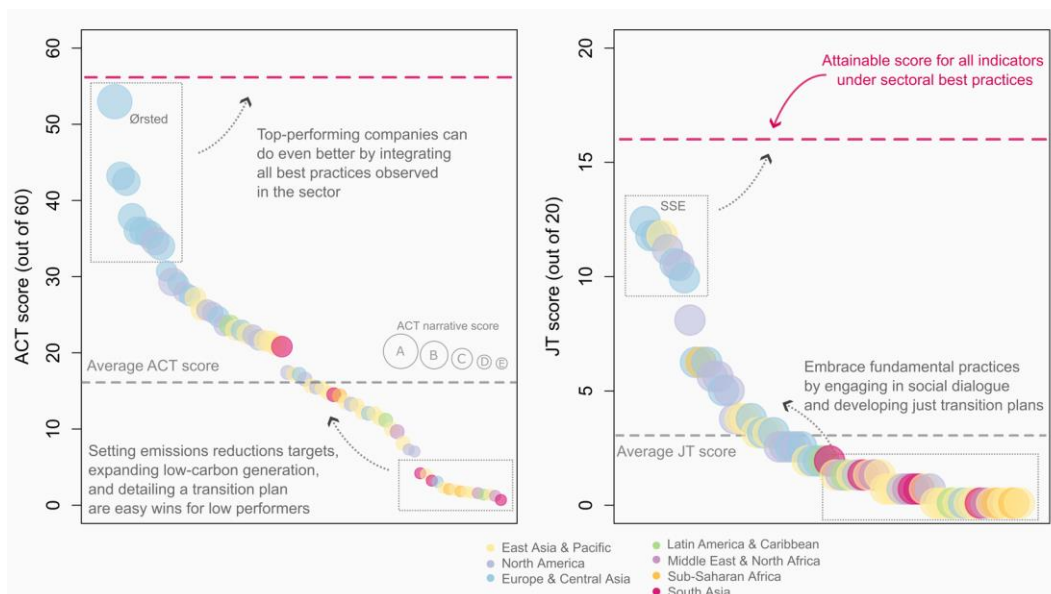 60
50
40
30
20
10
0
ACT score (out of 60)
Ørsted
Top-performing companies can
do even better by integrating
all best practices observed
in the sector
ACT narrative score
A
B
C
D
E
Average ACT score
Setting emissions reductions targets,
expanding low-carbon generation,
and detailing a transition plan
are easy wins for low performers
20
15
10
5
0
JT score (out of 20)
Attainable score for all indicators
under sectoral best practices
SSE
Embrace fundamental practices
by engaging in social dialogue
and developing just transition plans
Average JT score
East Asia & Pacific
North America
Europe & Central Asia
Latin America & Caribbean
Middle East & North Africa
Sub-Saharan Africa
South Asia